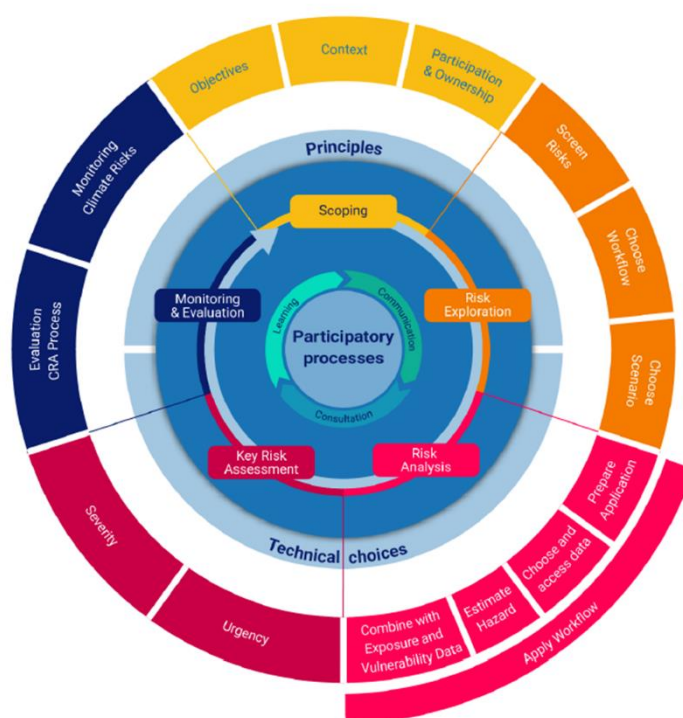 Objectives
Context
Participation
& Ownership
Screen
Risks
Choose
Workflow
Choose
Scenario
Prepare
Application
Choose and
access data
Estimate
Hazard
Combine with
Exposure and
Vulnerability Data
Apply Workflow
Urgency
Severity
Evaluation
CRA Process
Monitoring
Climate Risks
Principles
Scoping
Risk
Exploration
Risk
Analysis
Key Risk
Assessment
Monitoring
& Evaluation
Technical choices
Learning
Communication
Consultation
Participatory
processes